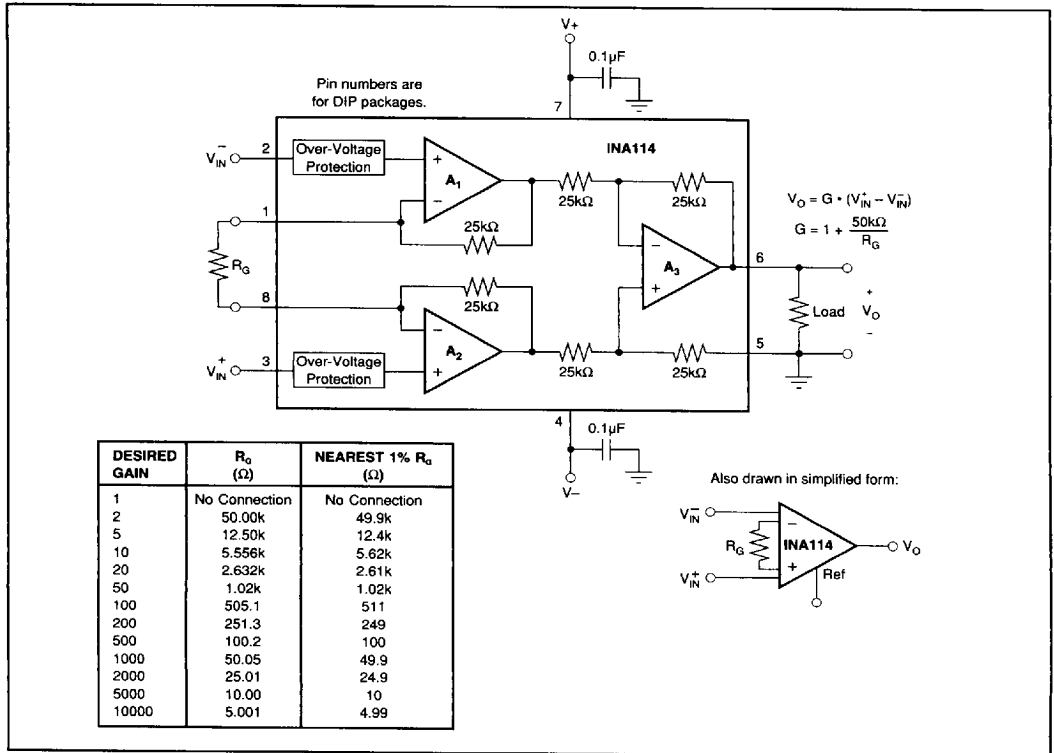 V+
0.1µF
Pin numbers are
for DIP packages.
7
INA114
V⁻IN
2
Over-Voltage
Protection
+
A1
−
1
25kΩ
25kΩ
25kΩ
VO = G • (V⁺IN − V⁻IN)
G = 1 + 50kΩ
RG
RG
−
A3
+
6
Load
+
VO
−
8
25kΩ
−
A2
+
5
V⁺IN
3
Over-Voltage
Protection
25kΩ
25kΩ
4
0.1µF
V−
DESIRED GAIN | RG (Ω) | NEAREST 1% RG (Ω)
1 | No Connection | No Connection
2 | 50.00k | 49.9k
5 | 12.50k | 12.4k
10 | 5.556k | 5.62k
20 | 2.632k | 2.61k
50 | 1.02k | 1.02k
100 | 505.1 | 511
200 | 251.3 | 249
500 | 100.2 | 100
1000 | 50.05 | 49.9
2000 | 25.01 | 24.9
5000 | 10.00 | 10
10000 | 5.001 | 4.99
Also drawn in simplified form:
V⁻IN
−
RG
INA114
VO
+
V⁺IN
Ref